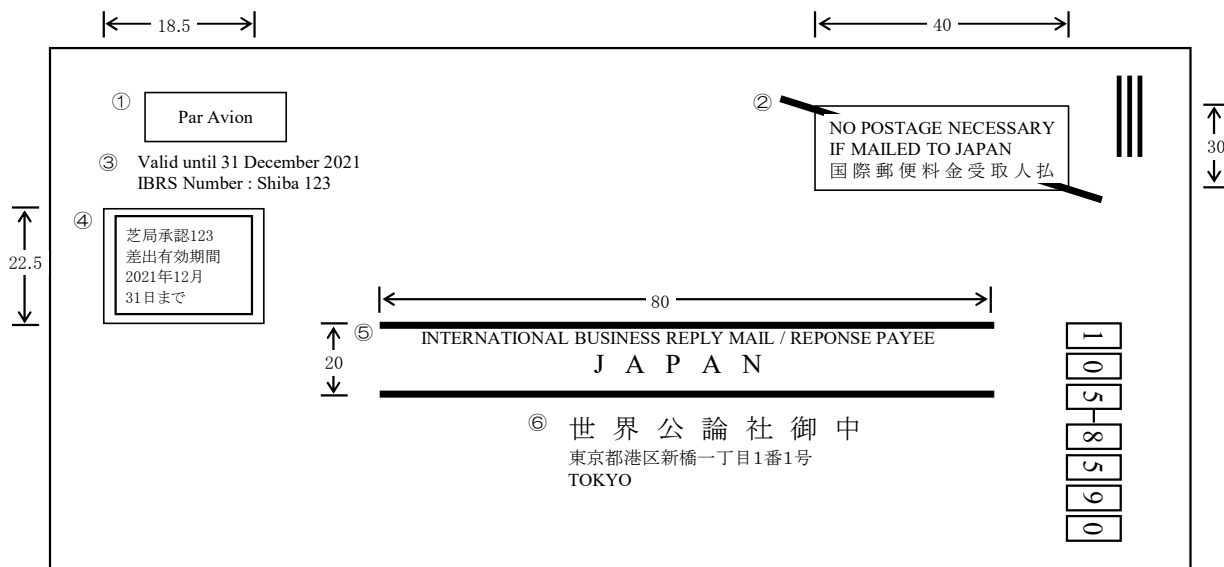 18.5
40
① Par Avion
②
NO POSTAGE NECESSARY
IF MAILED TO JAPAN
国際郵便料金受取人払
30
③ Valid until 31 December 2021
IBRS Number : Shiba 123
④
芝局承認123
差出有効期間
2021年12月
31日まで
22.5
80
⑤
INTERNATIONAL BUSINESS REPLY MAIL / REPONSE PAYEE
JAPAN
20
105-8590
⑥ 世界公論社御中
東京都港区新橋一丁目1番1号
TOKYO